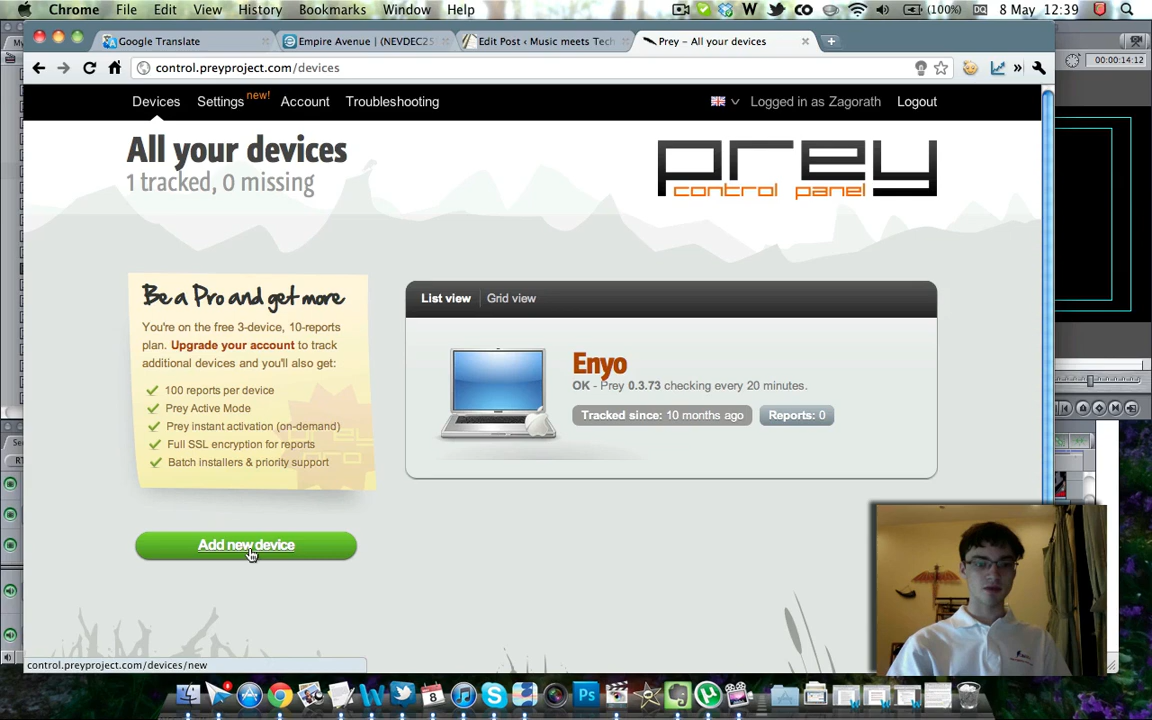 Chrome File Edit View History Bookmarks Window Help (100%) 8 May 12:39
Google Translate
Empire Avenue | (NEVDEC25
Edit Post ‹ Music meets Tech
Prey – All your devices
00:00:14:12
control.preyproject.com/devices
Devices Settings new! Account Troubleshooting Logged in as Zagorath Logout
All your devices
1 tracked, 0 missing
prey
control panel
Be a Pro and get more
You're on the free 3-device, 10-reports
plan. Upgrade your account to track
additional devices and you'll also get:
100 reports per device
Prey Active Mode
Prey instant activation (on-demand)
Full SSL encryption for reports
Batch installers & priority support
List view Grid view
Enyo
OK - Prey 0.3.73 checking every 20 minutes.
Tracked since: 10 months ago Reports: 0
Add new device
control.preyproject.com/devices/new